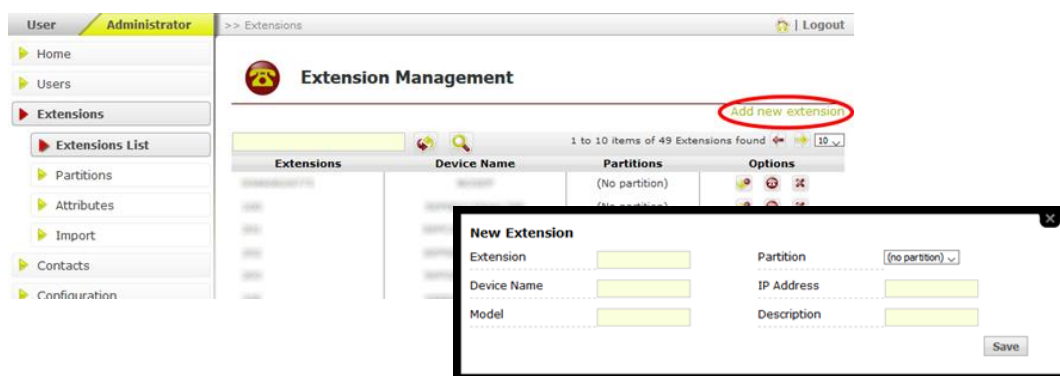 User Administrator >> Extensions | Logout
Home
Users
Extensions
Extensions List
Partitions
Attributes
Import
Contacts
Configuration
Extension Management
Add new extension
1 to 10 items of 49 Extensions found 10
Extensions Device Name Partitions Options
(No partition)
(No partition)
New Extension
Extension Partition (no partition)
Device Name IP Address
Model Description
Save